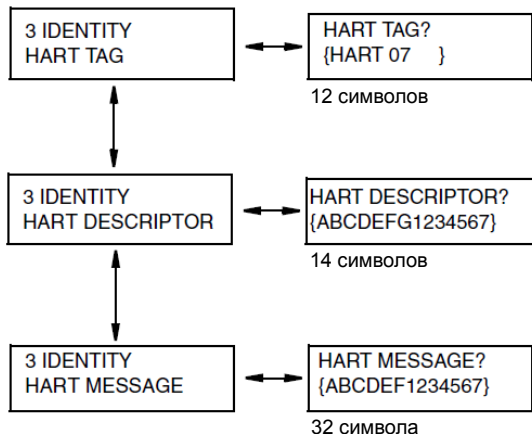 3 IDENTITY
HART TAG
HART TAG?
{HART 07 }
12 символов
3 IDENTITY
HART DESCRIPTOR
HART DESCRIPTOR?
{ABCDEFG1234567}
14 символов
3 IDENTITY
HART MESSAGE
HART MESSAGE?
{ABCDEF1234567}
32 символа